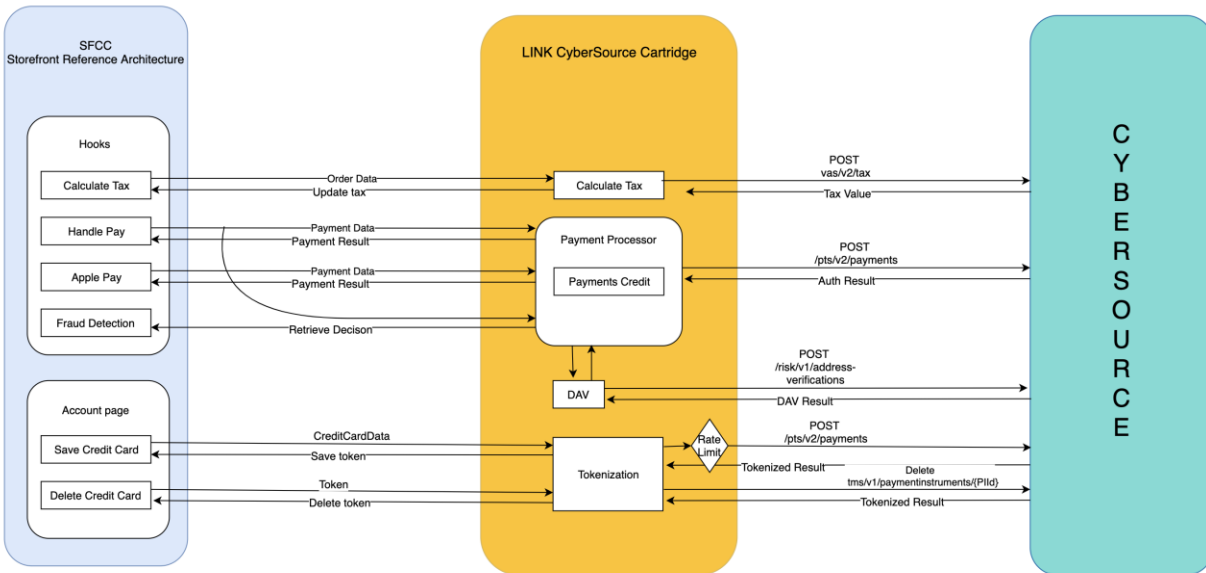 SFCC
Storefront Reference Architecture
LINK CyberSource Cartridge
CYBERSOURCE
Hooks
Calculate Tax
Order Data
Update tax
Calculate Tax
POST
vas/v2/tax
Tax Value
Handle Pay
Payment Data
Payment Result
Payment Processor
Payments Credit
POST
/pts/v2/payments
Auth Result
Apple Pay
Payment Data
Payment Result
Fraud Detection
Retrieve Decison
DAV
POST
/risk/v1/address-
verifications
DAV Result
Account page
Save Credit Card
CreditCardData
Save token
Tokenization
Rate
Limit
POST
/pts/v2/payments
Tokenized Result
Delete Credit Card
Token
Delete token
Delete
tms/v1/paymentinstruments/{PIId}
Tokenized Result